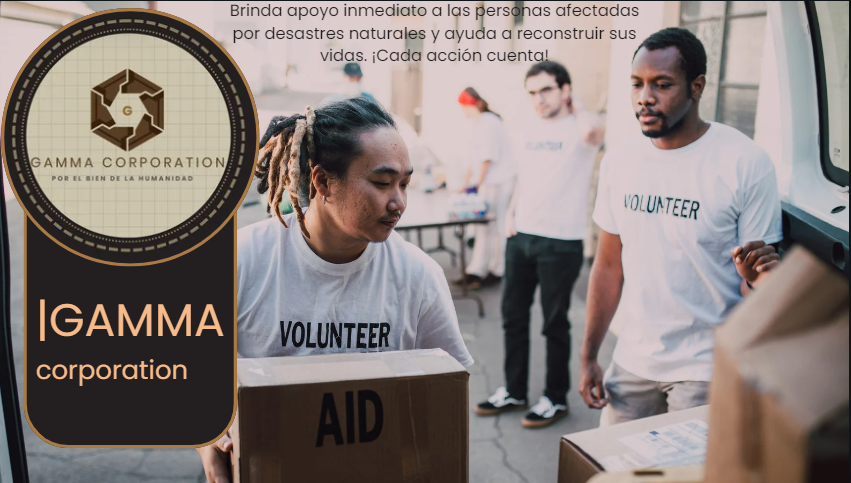 Brinda apoyo inmediato a las personas afectadas
por desastres naturales y ayuda a reconstruir sus
vidas. ¡Cada acción cuenta!
G
GAMMA CORPORATION
POR EL BIEN DE LA HUMANIDAD
|GAMMA
corporation
VOLUNTEER
VOLUNTEER
VOLUNTEER
AID